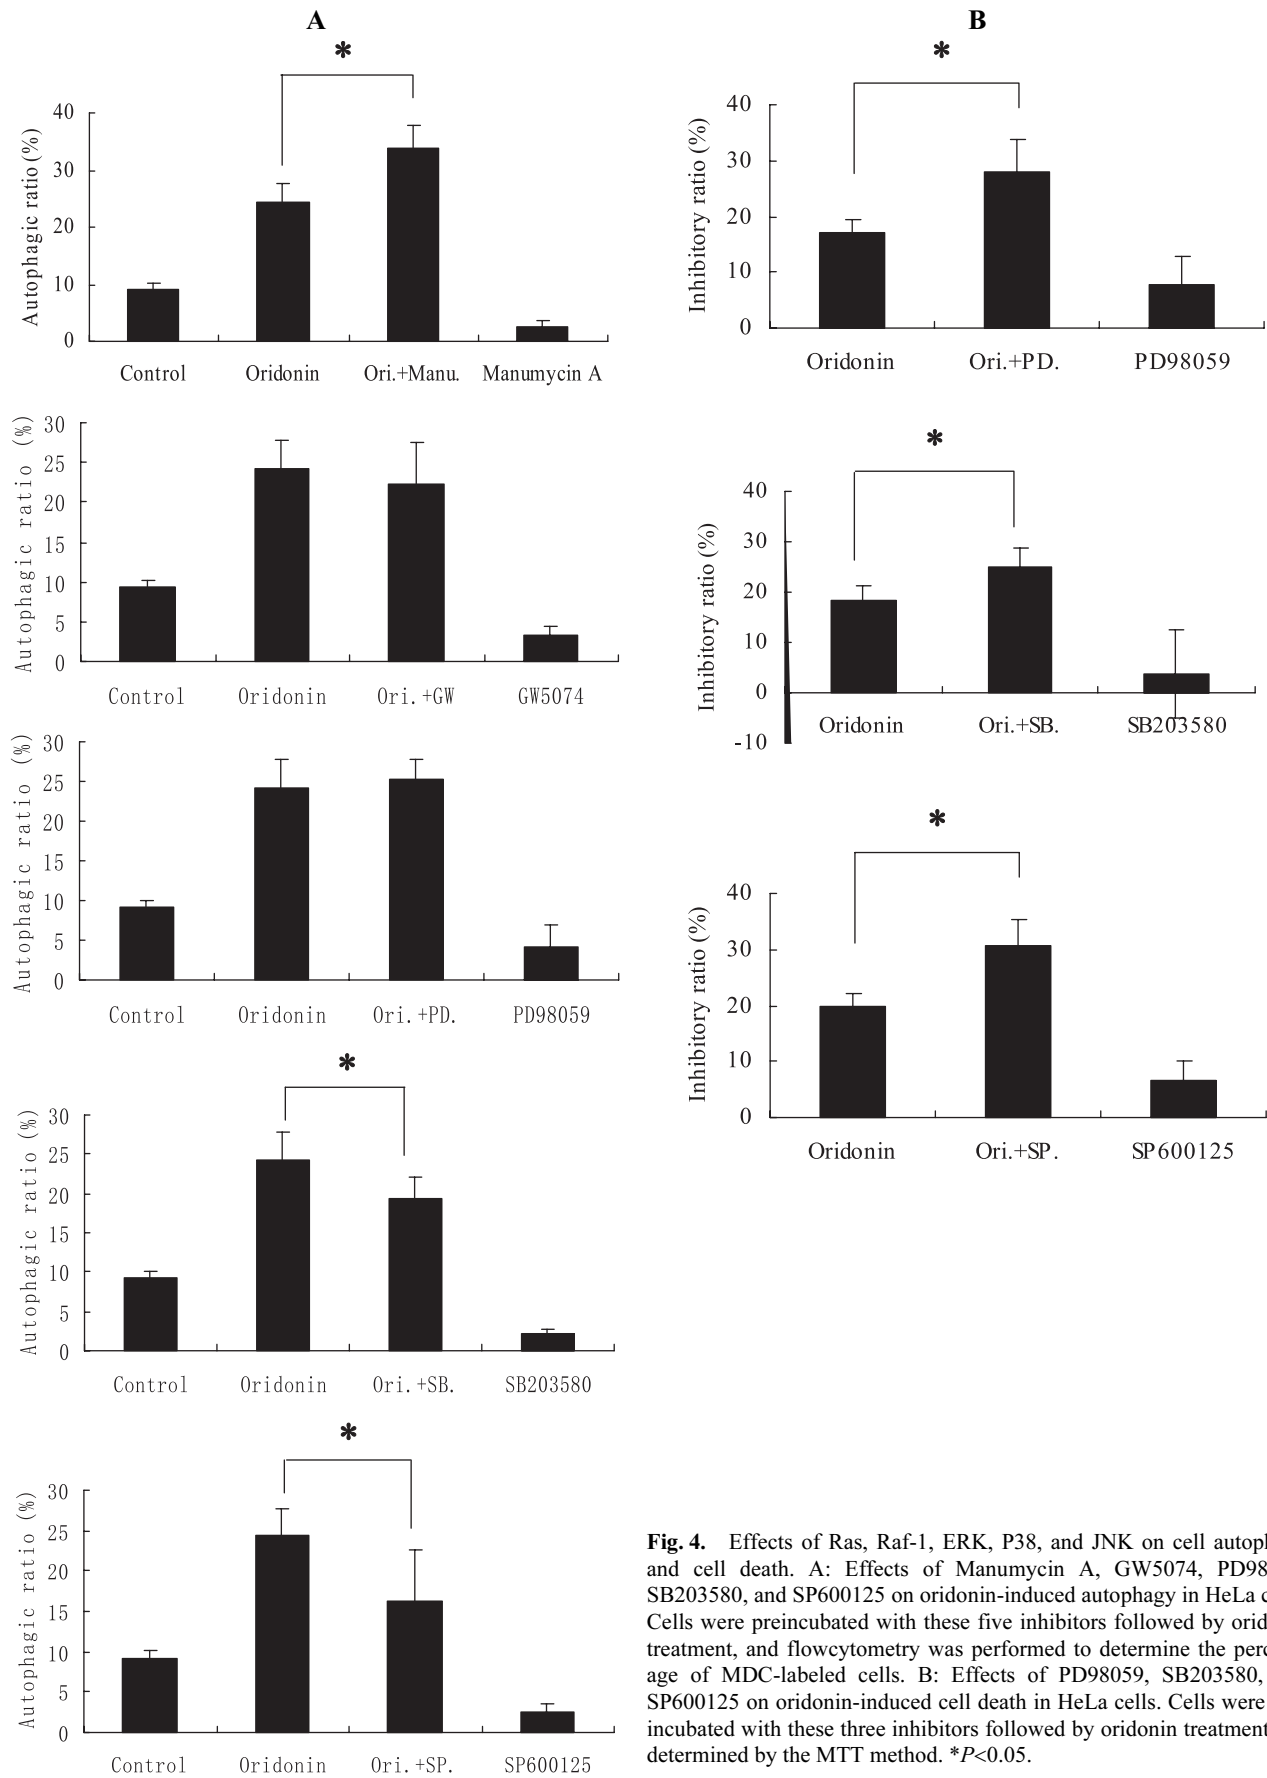 A
*
40
30
20
10
0
Autophagic ratio (%)
Control Oridonin Ori.+Manu. Manumycin A
30
25
20
15
10
5
0
Autophagic ratio (%)
Control Oridonin Ori.+GW GW5074
30
25
20
15
10
5
0
Autophagic ratio (%)
Control Oridonin Ori.+PD. PD98059
*
30
25
20
15
10
5
0
Autophagic ratio (%)
Control Oridonin Ori.+SB. SB203580
*
30
25
20
15
10
5
0
Autophagic ratio (%)
Control Oridonin Ori.+SP. SP600125
B
*
40
30
20
10
0
Inhibitory ratio (%)
Oridonin Ori.+PD. PD98059
*
40
30
20
10
0
-10
Inhibitory ratio (%)
Oridonin Ori.+SB. SB203580
*
40
30
20
10
0
Inhibitory ratio (%)
Oridonin Ori.+SP. SP600125
Fig. 4. Effects of Ras, Raf-1, ERK, P38, and JNK on cell autoph
and cell death. A: Effects of Manumycin A, GW5074, PD98
SB203580, and SP600125 on oridonin-induced autophagy in HeLa c
Cells were preincubated with these five inhibitors followed by orid
treatment, and flowcytometry was performed to determine the perc
age of MDC-labeled cells. B: Effects of PD98059, SB203580,
SP600125 on oridonin-induced cell death in HeLa cells. Cells were
incubated with these three inhibitors followed by oridonin treatment
determined by the MTT method. *P<0.05.